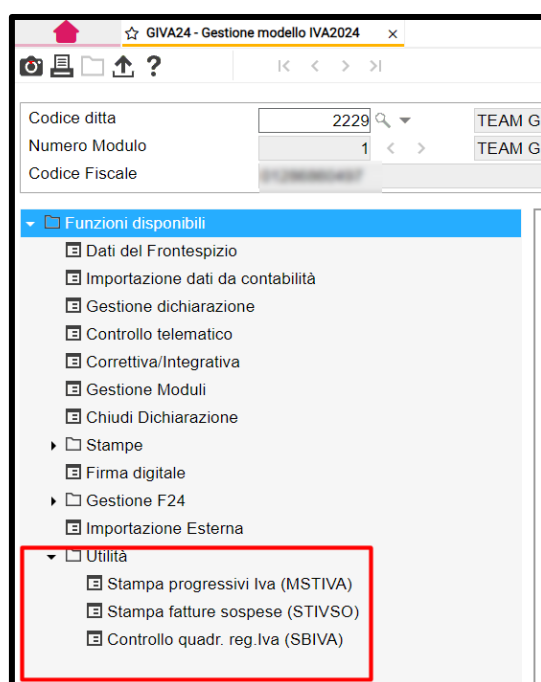 GIVA24 - Gestione modello IVA2024
Codice ditta 2229 TEAM G
Numero Modulo 1 TEAM G
Codice Fiscale
Funzioni disponibili
Dati del Frontespizio
Importazione dati da contabilità
Gestione dichiarazione
Controllo telematico
Correttiva/Integrativa
Gestione Moduli
Chiudi Dichiarazione
Stampe
Firma digitale
Gestione F24
Importazione Esterna
Utilità
Stampa progressivi Iva (MSTIVA)
Stampa fatture sospese (STIVSO)
Controllo quadr. reg.Iva (SBIVA)